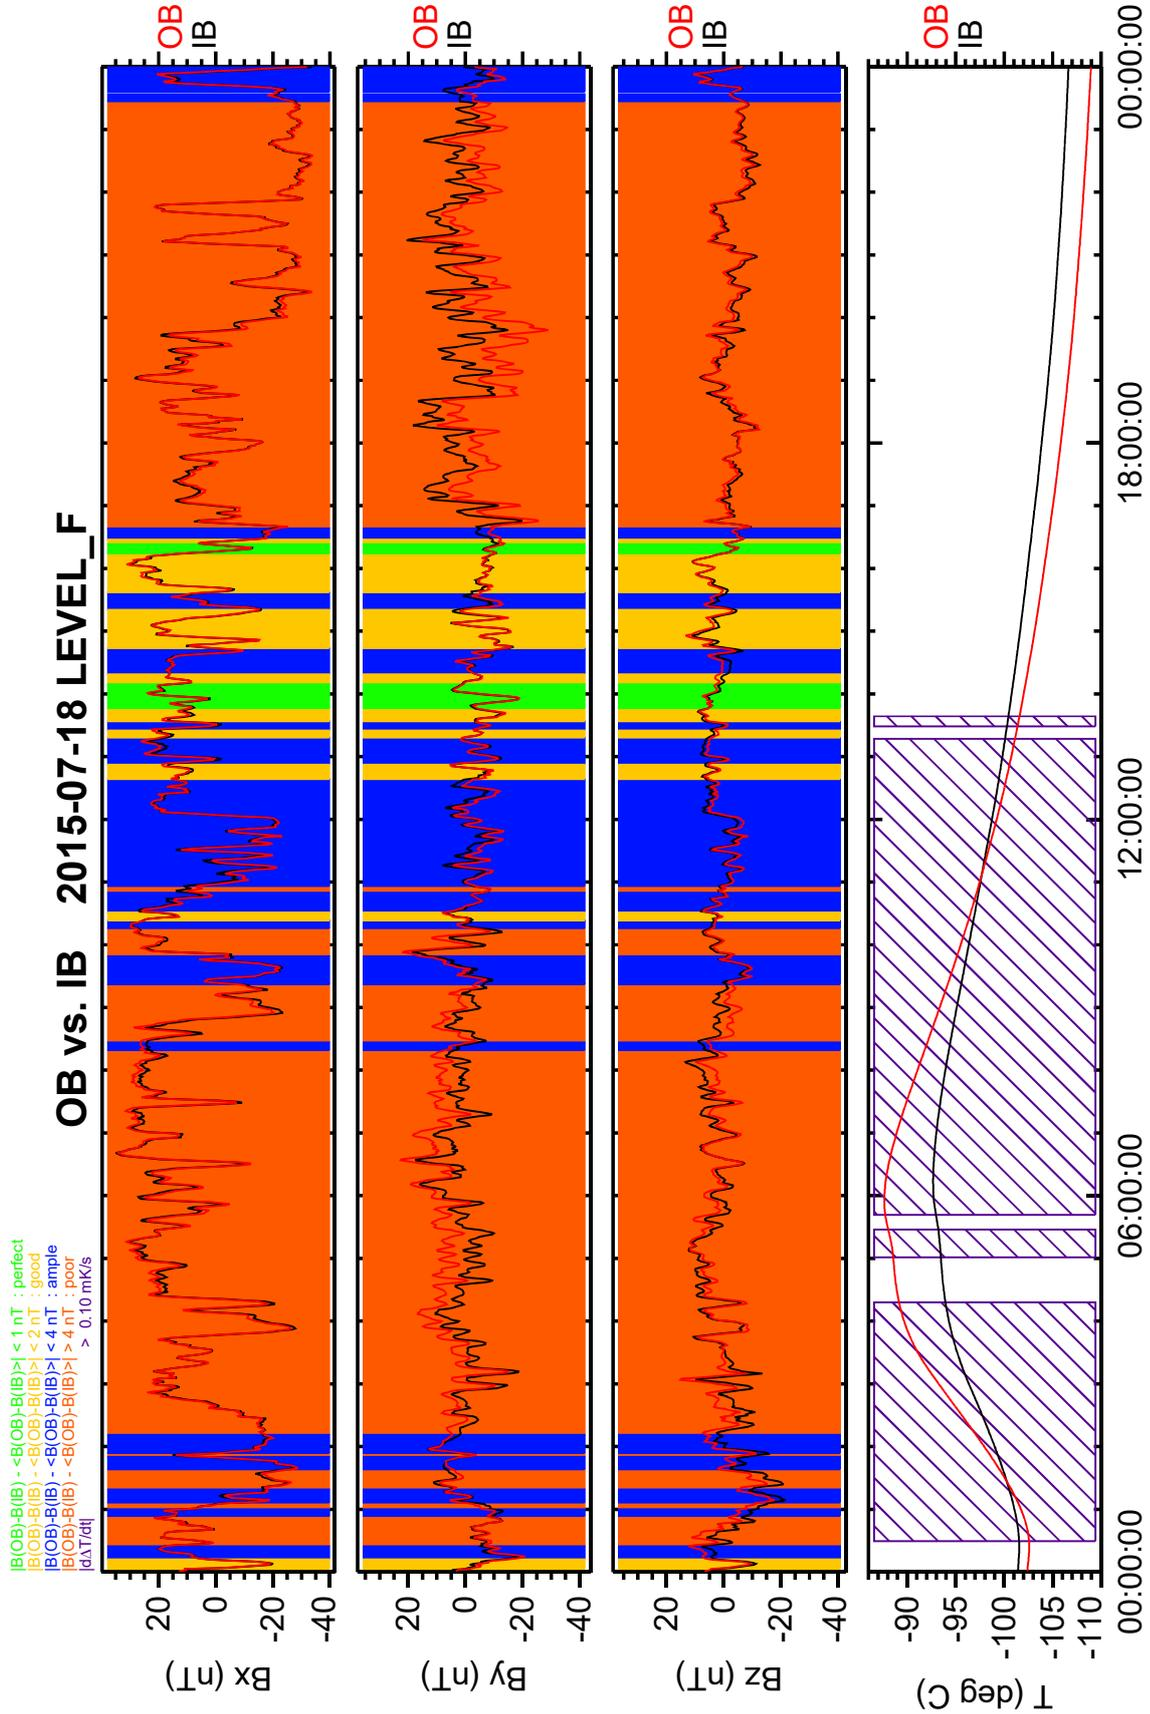 |B(OB)-B(IB) - <B(OB)-B(IB)>| < 1 nT : perfect
|B(OB)-B(IB) - <B(OB)-B(IB)>| < 2 nT : good
|B(OB)-B(IB) - <B(OB)-B(IB)>| < 4 nT : ample
|B(OB)-B(IB) - <B(OB)-B(IB)>| > 4 nT : poor
|dΔT/dt| > 0.10 mK/s
OB vs. IB 2015-07-18 LEVEL_F
Bx (nT)
20
0
-20
-40
OB
IB
By (nT)
20
0
-20
-40
OB
IB
Bz (nT)
20
0
-20
-40
OB
IB
T (deg C)
-90
-95
-100
-105
-110
OB
IB
00:00:00 06:00:00 12:00:00 18:00:00 00:00:00